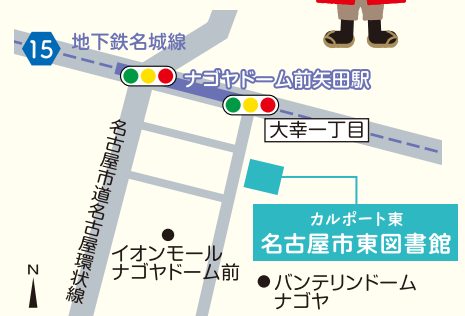 15
地下鉄名城線
ナゴヤドーム前矢田駅
大幸一丁目
名古屋市道名古屋環状線
カルポート東
名古屋市東図書館
イオンモール
ナゴヤドーム前
バンテリンドーム
ナゴヤ
N